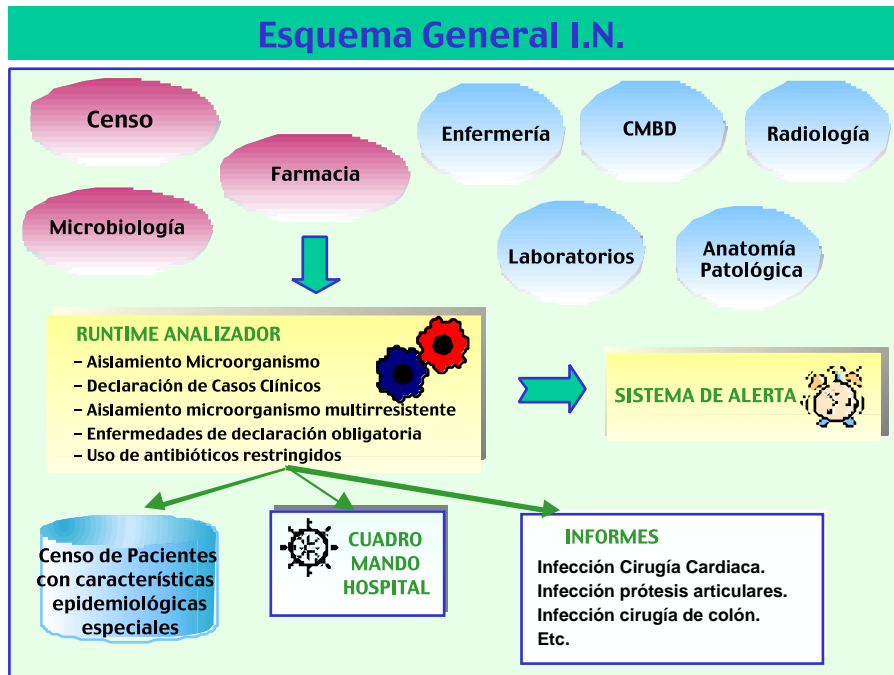 Esquema General I.N.
Censo
Farmacia
Microbiología
Enfermería
CMBD
Radiología
Laboratorios
Anatomía
Patológica
RUNTIME ANALIZADOR
– Aislamiento Microorganismo
– Declaración de Casos Clínicos
– Aislamiento microorganismo multirresistente
– Enfermedades de declaración obligatoria
– Uso de antibióticos restringidos
SISTEMA DE ALERTA
Censo de Pacientes
con características
epidemiológicas
especiales
CUADRO
MANDO
HOSPITAL
INFORMES
Infección Cirugía Cardiaca.
Infección prótesis articulares.
Infección cirugía de colón.
Etc.